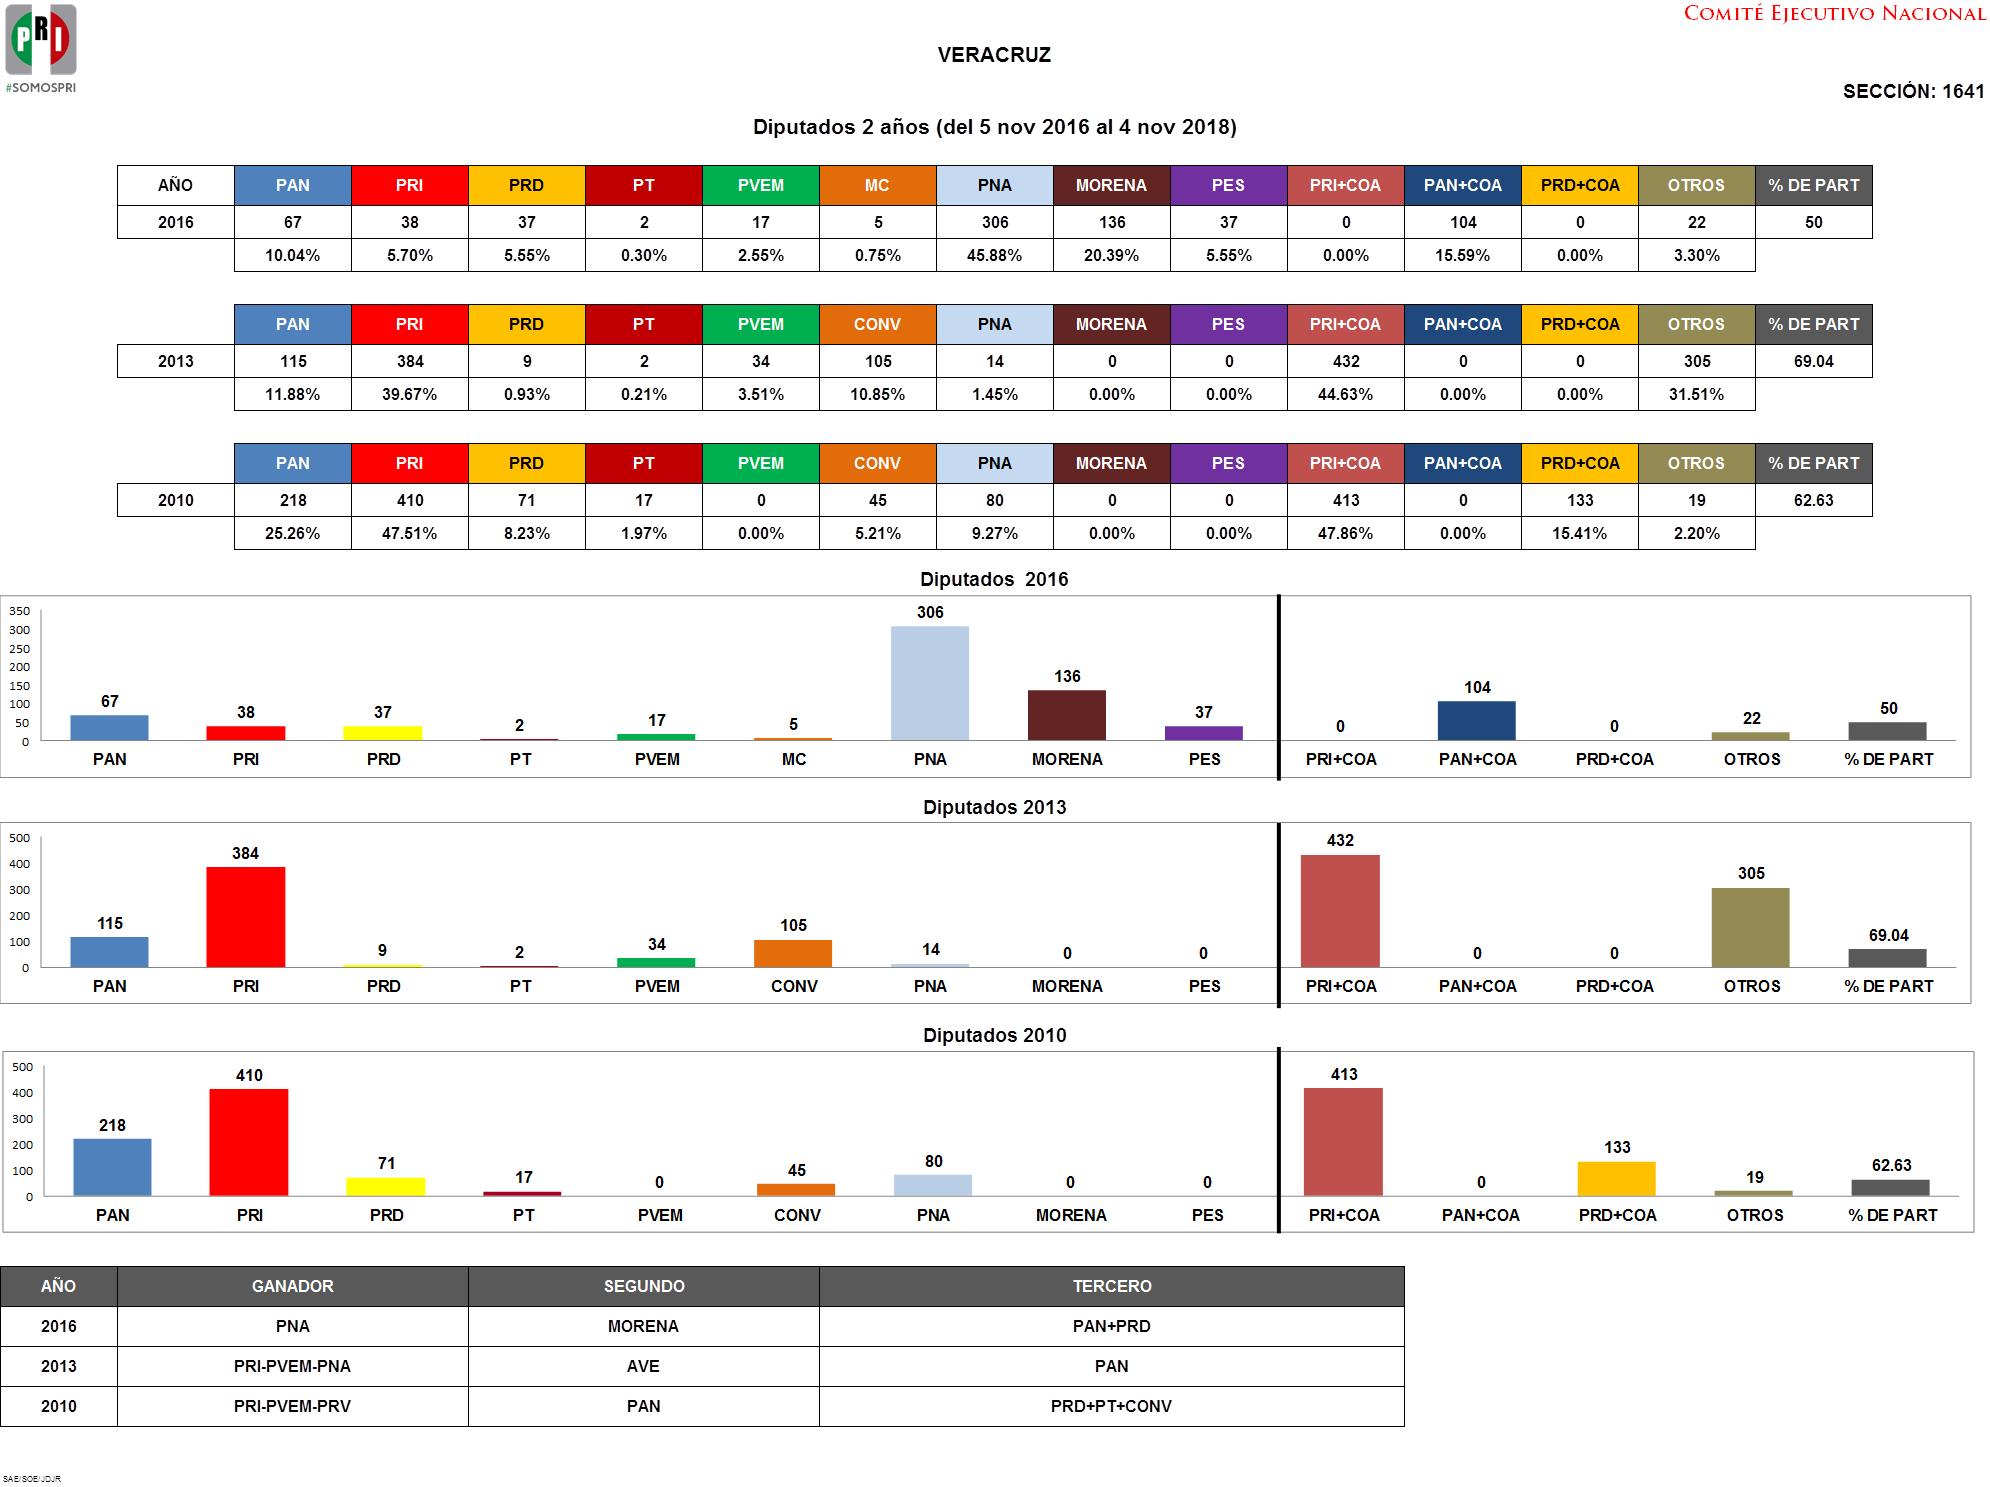 PRI
#SOMOSPRI
COMITÉ EJECUTIVO NACIONAL
VERACRUZ
SECCIÓN: 1641
Diputados 2 años (del 5 nov 2016 al 4 nov 2018)
AÑO PAN PRI PRD PT PVEM MC PNA MORENA PES PRI+COA PAN+COA PRD+COA OTROS % DE PART
2016 67 38 37 2 17 5 306 136 37 0 104 0 22 50
10.04% 5.70% 5.55% 0.30% 2.55% 0.75% 45.88% 20.39% 5.55% 0.00% 15.59% 0.00% 3.30%
PAN PRI PRD PT PVEM CONV PNA MORENA PES PRI+COA PAN+COA PRD+COA OTROS % DE PART
2013 115 384 9 2 34 105 14 0 0 432 0 0 305 69.04
11.88% 39.67% 0.93% 0.21% 3.51% 10.85% 1.45% 0.00% 0.00% 44.63% 0.00% 0.00% 31.51%
PAN PRI PRD PT PVEM CONV PNA MORENA PES PRI+COA PAN+COA PRD+COA OTROS % DE PART
2010 218 410 71 17 0 45 80 0 0 413 0 133 19 62.63
25.26% 47.51% 8.23% 1.97% 0.00% 5.21% 9.27% 0.00% 0.00% 47.86% 0.00% 15.41% 2.20%
Diputados 2016
350
300
250
200
150
100
50
0
67 38 37 2 17 5 306 136 37 0 104 0 22 50
PAN PRI PRD PT PVEM MC PNA MORENA PES PRI+COA PAN+COA PRD+COA OTROS % DE PART
Diputados 2013
500
400
300
200
100
0
115 384 9 2 34 105 14 0 0 432 0 0 305 69.04
PAN PRI PRD PT PVEM CONV PNA MORENA PES PRI+COA PAN+COA PRD+COA OTROS % DE PART
Diputados 2010
500
400
300
200
100
0
218 410 71 17 0 45 80 0 0 413 0 133 19 62.63
PAN PRI PRD PT PVEM CONV PNA MORENA PES PRI+COA PAN+COA PRD+COA OTROS % DE PART
AÑO GANADOR SEGUNDO TERCERO
2016 PNA MORENA PAN+PRD
2013 PRI-PVEM-PNA AVE PAN
2010 PRI-PVEM-PRV PAN PRD+PT+CONV
SAE/SOE/JDJR